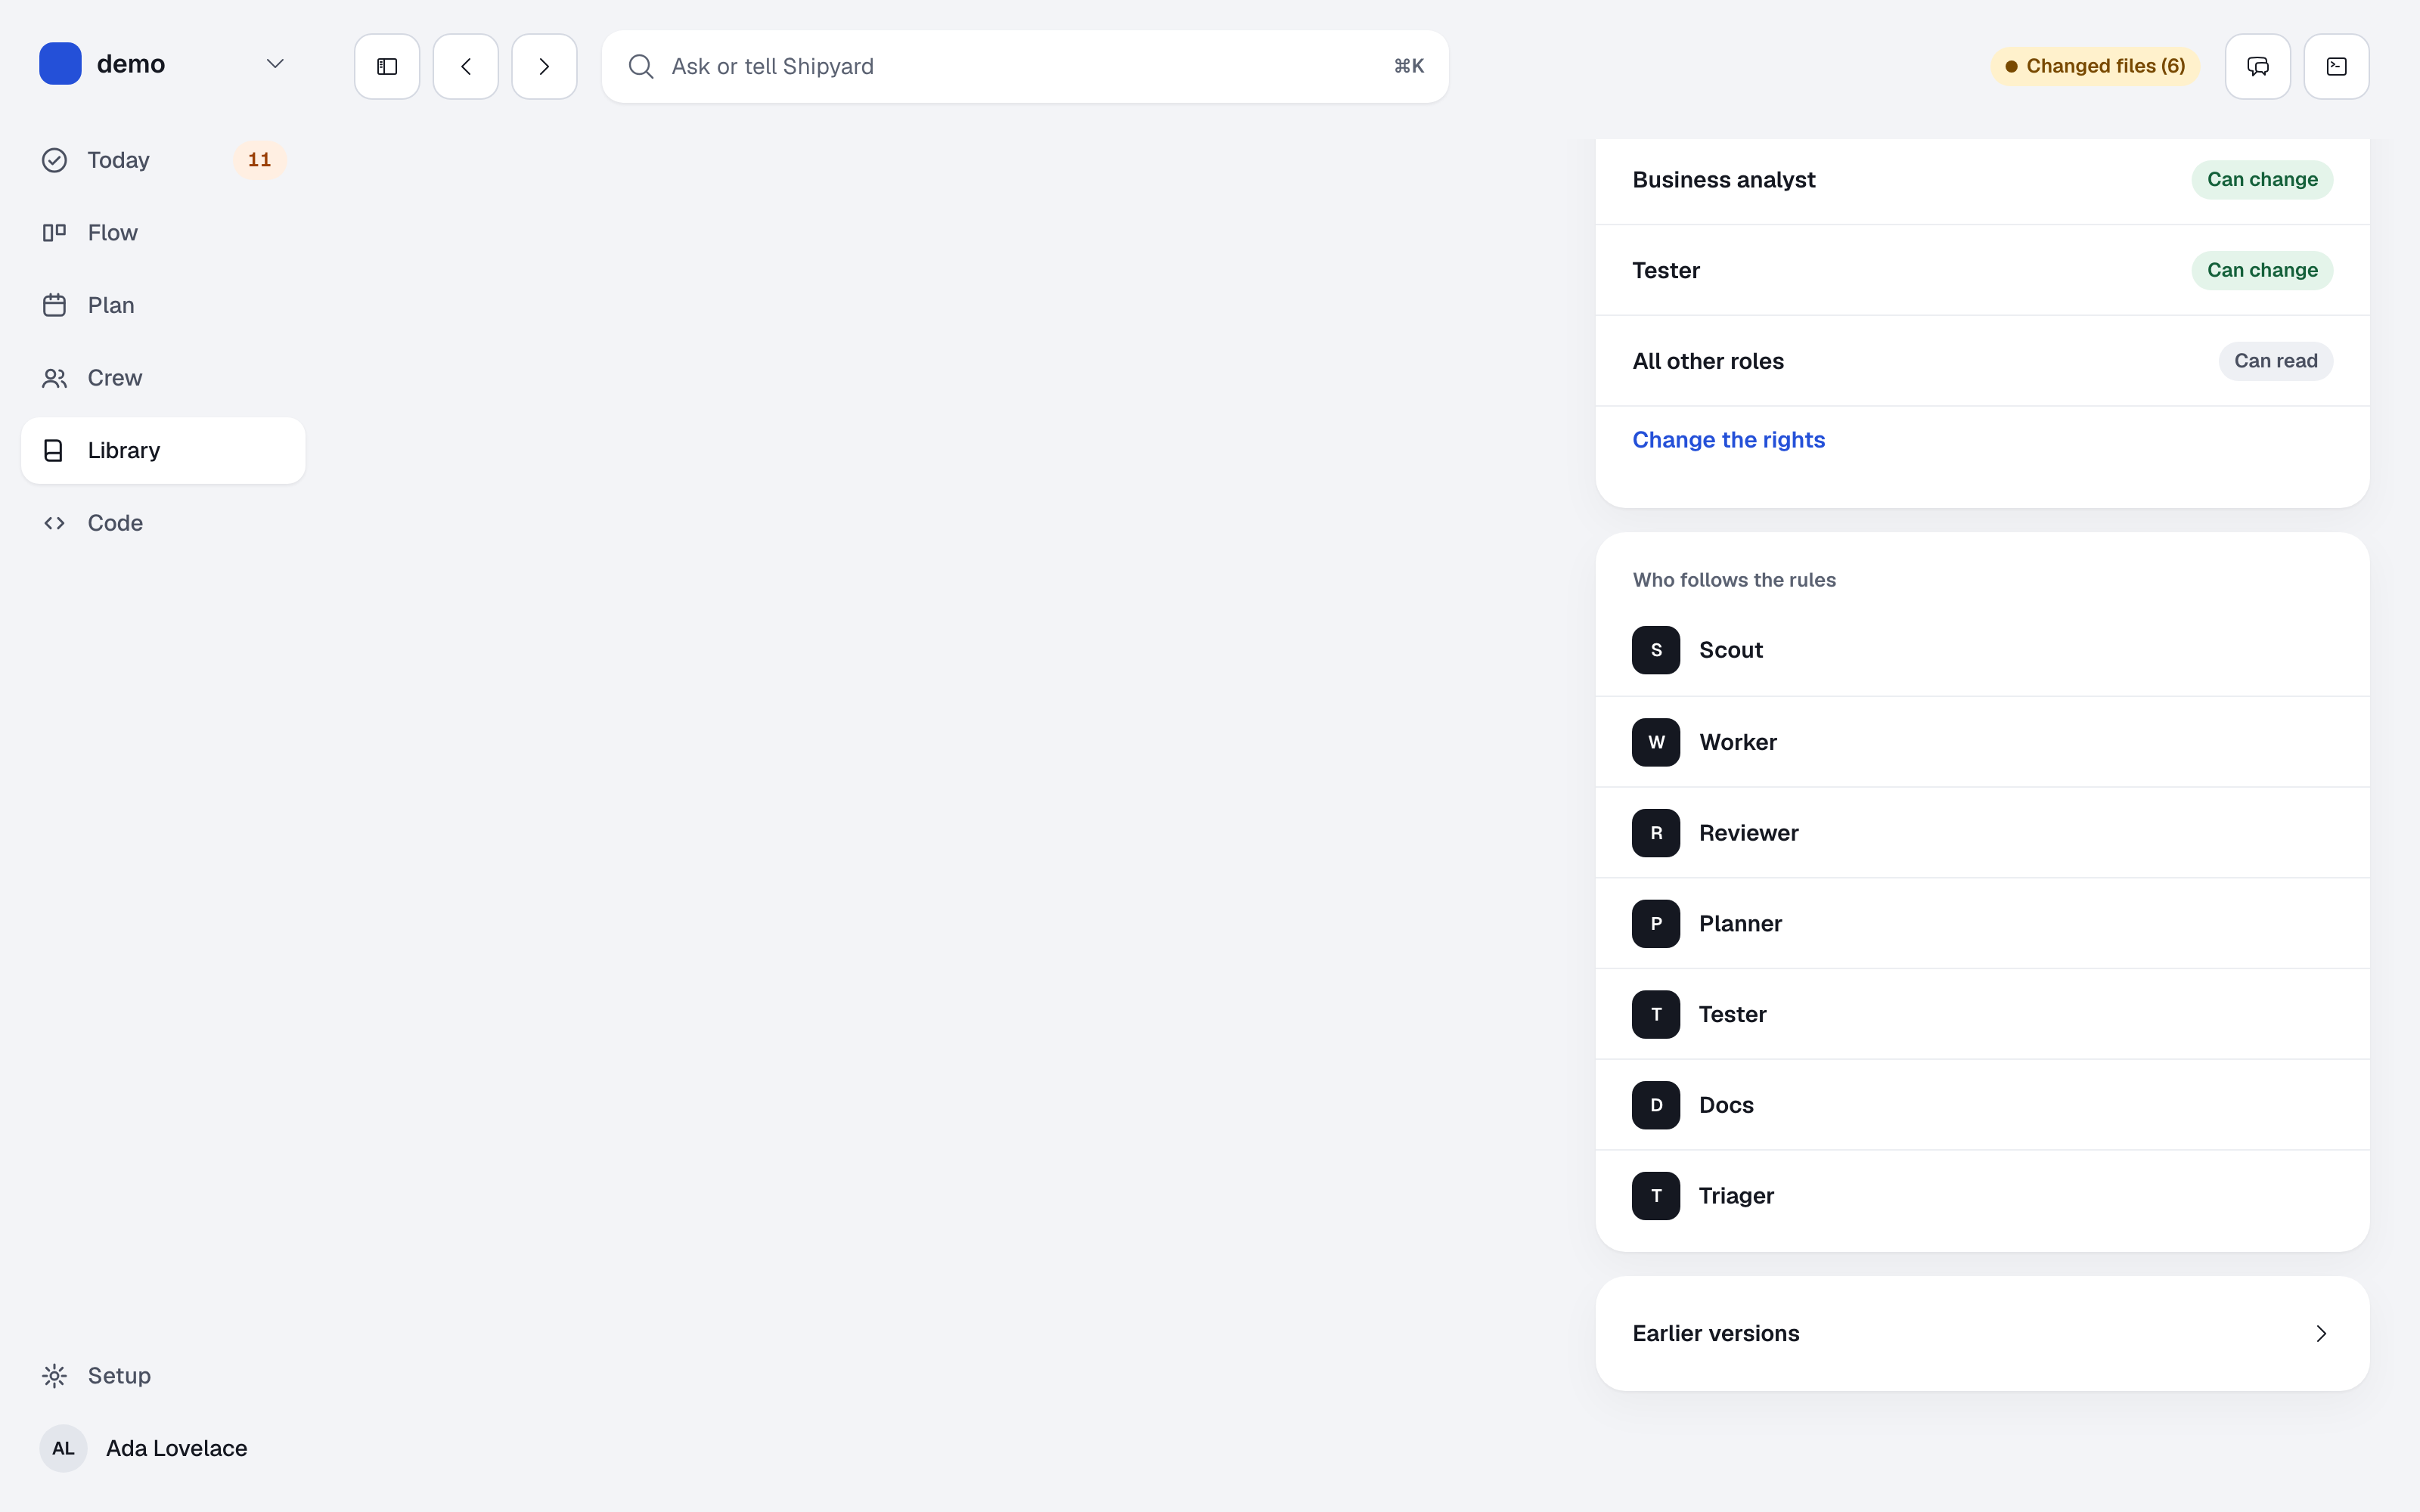 demo
Ask or tell Shipyard
⌘K
Changed files (6)
Today
11
Flow
Plan
Crew
Library
Code
Setup
AL
Ada Lovelace
Business analyst
Can change
Tester
Can change
All other roles
Can read
Change the rights
Who follows the rules
S
Scout
W
Worker
R
Reviewer
P
Planner
T
Tester
D
Docs
T
Triager
Earlier versions